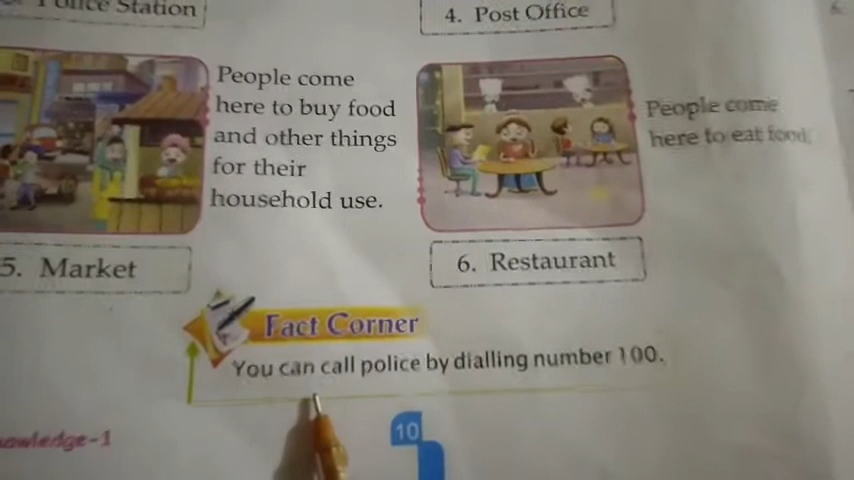 Police Station
4. Post Office
People come
here to buy food
and other things
for their
household use.
People come
here to eat food
5. Market
6. Restaurant
Fact Corner
You can call police by dialling number 100.
10